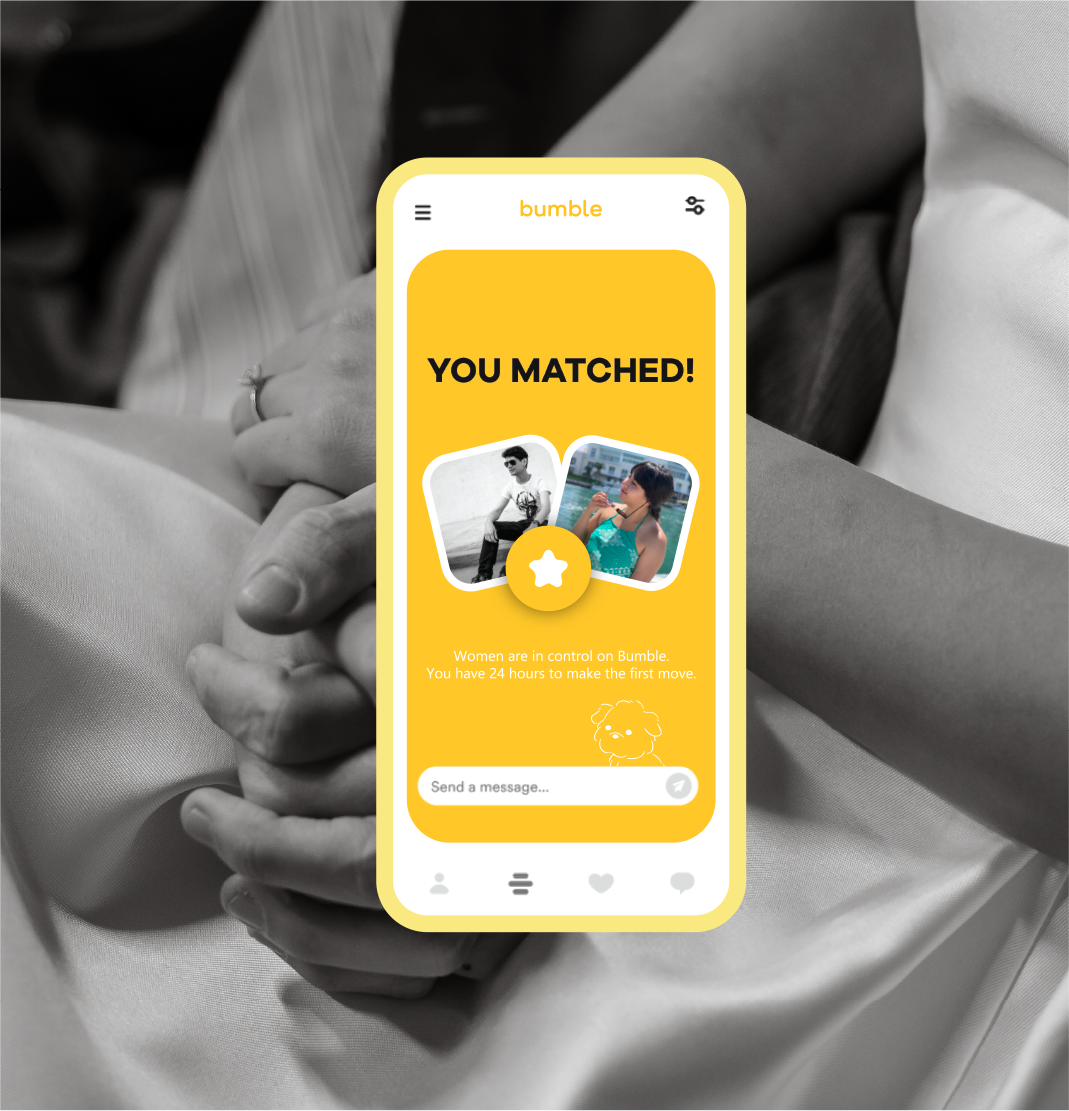 bumble
YOU MATCHED!
Women are in control on Bumble.
You have 24 hours to make the first move.
Send a message...